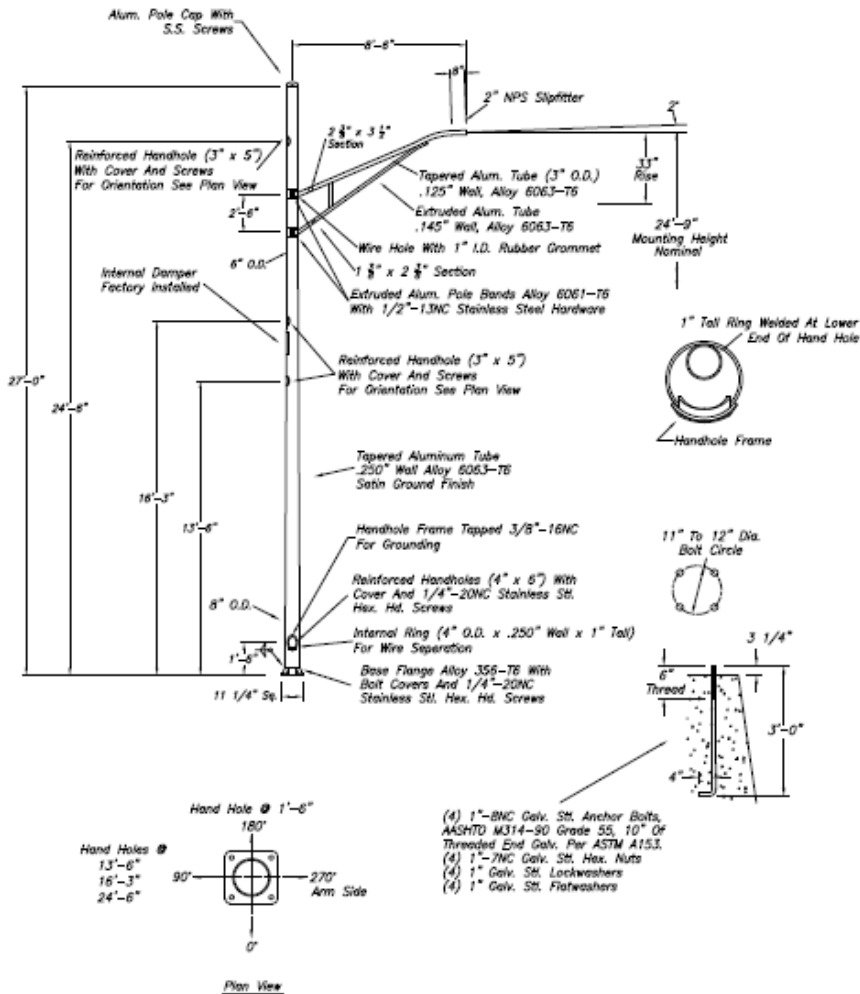 Alum. Pole Cap With
S.S. Screws
8'-6"
8"
2" NPS Slipfitter
2°
2 3/8" x 3 1/2"
Section
Reinforced Handhole (3" x 5")
With Cover And Screws
For Orientation See Plan View
Tapered Alum. Tube (3" O.D.)
.125" Wall, Alloy 6063-T6
33"
Rise
2'-6"
Extruded Alum. Tube
.145" Wall, Alloy 6063-T6
24'-9"
Mounting Height
Nominal
Wire Hole With 1" I.D. Rubber Grommet
6" O.D.
Section
Internal Damper
Factory Installed
Extruded Alum. Pole Bands Alloy 6061-T6
With 1/2"-13NC Stainless Steel Hardware
1" Tall Ring Welded At Lower
End Of Hand Hole
27'-0"
24'-6"
Reinforced Handhole (3" x 5")
With Cover And Screws
For Orientation See Plan View
Handhole Frame
Tapered Aluminum Tube
.250" Wall Alloy 6063-T6
Satin Ground Finish
16'-3"
13'-6"
Handhole Frame Tapped 3/8"-16NC
For Grounding
11" To 12" Dia.
Bolt Circle
Reinforced Handholes (4" x 6") With
Cover And 1/4"-20NC Stainless Stl.
Hex. Hd. Screws
8" O.D.
Internal Ring (4" O.D. x .250" Wall x 1" Tall)
For Wire Separation
3 1/4"
1'-6"
Base Flange Alloy 356-T6 With
Bolt Covers And 1/4"-20NC
Stainless Stl. Hex. Hd. Screws
11 1/4" Sq.
6"
Thread
3'-0"
4"
Hand Hole @ 1'-6"
180°
(4) 1"-8NC Galv. Stl. Anchor Bolts,
AASHTO M314-90 Grade 55, 10" Of
Threaded End Galv. Per ASTM A153.
(4) 1"-7NC Galv. Stl. Hex. Nuts
(4) 1" Galv. Stl. Lockwashers
(4) 1" Galv. Stl. Flatwashers
Hand Holes @
13'-6"
16'-3"
24'-6"
90°
270°
Arm Side
0°
Plan View